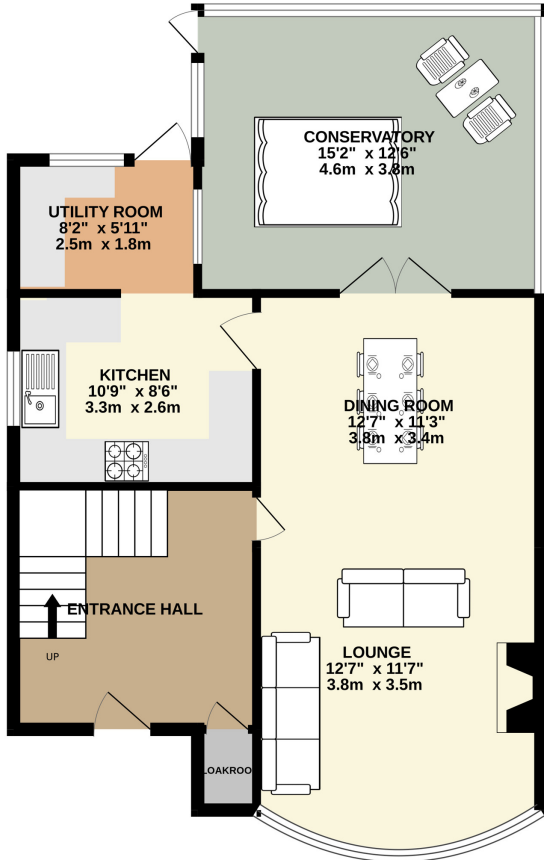 CONSERVATORY
15'2" x 12'6"
4.6m x 3.8m
UTILITY ROOM
8'2" x 5'11"
2.5m x 1.8m
KITCHEN
10'9" x 8'6"
3.3m x 2.6m
DINING ROOM
12'7" x 11'3"
3.8m x 3.4m
ENTRANCE HALL
UP
LOUNGE
12'7" x 11'7"
3.8m x 3.5m
LOAKROO